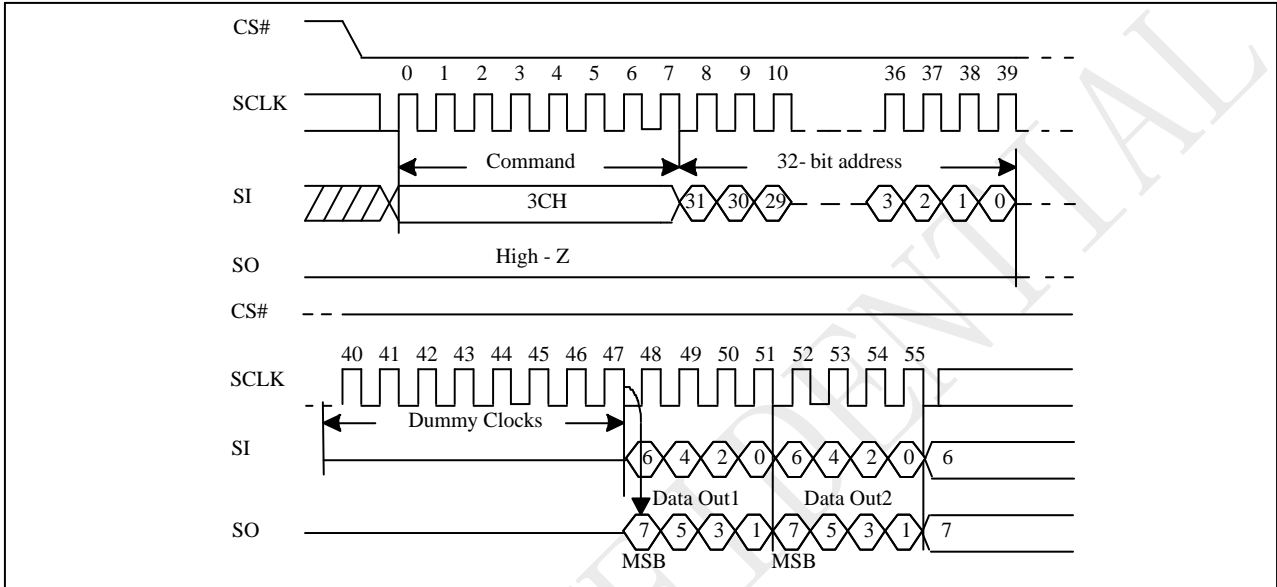 CS#
0 1 2 3 4 5 6 7 8 9 10 36 37 38 39
SCLK
Command 32- bit address
SI 3CH 31 30 29 3 2 1 0
High - Z
SO
CS#
40 41 42 43 44 45 46 47 48 49 50 51 52 53 54 55
SCLK
Dummy Clocks
SI 6 4 2 0 6 4 2 0 6
Data Out1 Data Out2
SO 7 5 3 1 7 5 3 1 7
MSB MSB